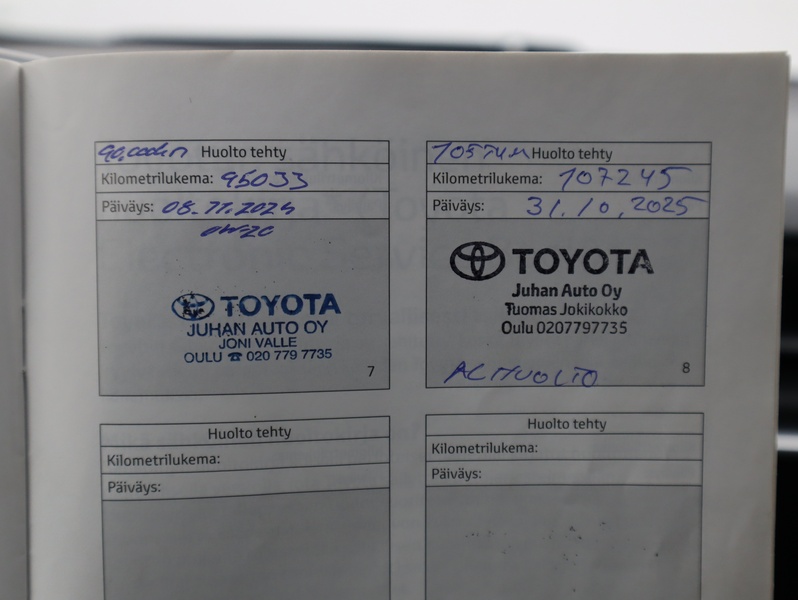 Huolto tehty
Kilometrilukema: 95033
Päiväys: 08.11.2024
0W20
TOYOTA
JUHAN AUTO OY
JONI VALLE
OULU ☎ 020 779 7735
7
Huolto tehty
Kilometrilukema: 107245
Päiväys: 31.10.2025
TOYOTA
Juhan Auto Oy
Tuomas Jokikokko
Oulu 0207797735
AC HUOLTO
8
Huolto tehty
Kilometrilukema:
Päiväys:
Huolto tehty
Kilometrilukema:
Päiväys: